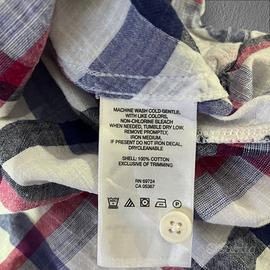 MACHINE WASH COLD GENTLE,
WITH LIKE COLORS,
NON-CHLORINE BLEACH
WHEN NEEDED, TUMBLE DRY LOW.
REMOVE PROMPTLY,
IRON MEDIUM,
IF PRESENT DO NOT IRON DECAL.
DRYCLEANABLE
SHELL: 100% COTTON
EXCLUSIVE OF TRIMMING
RN 69724
CA 05367